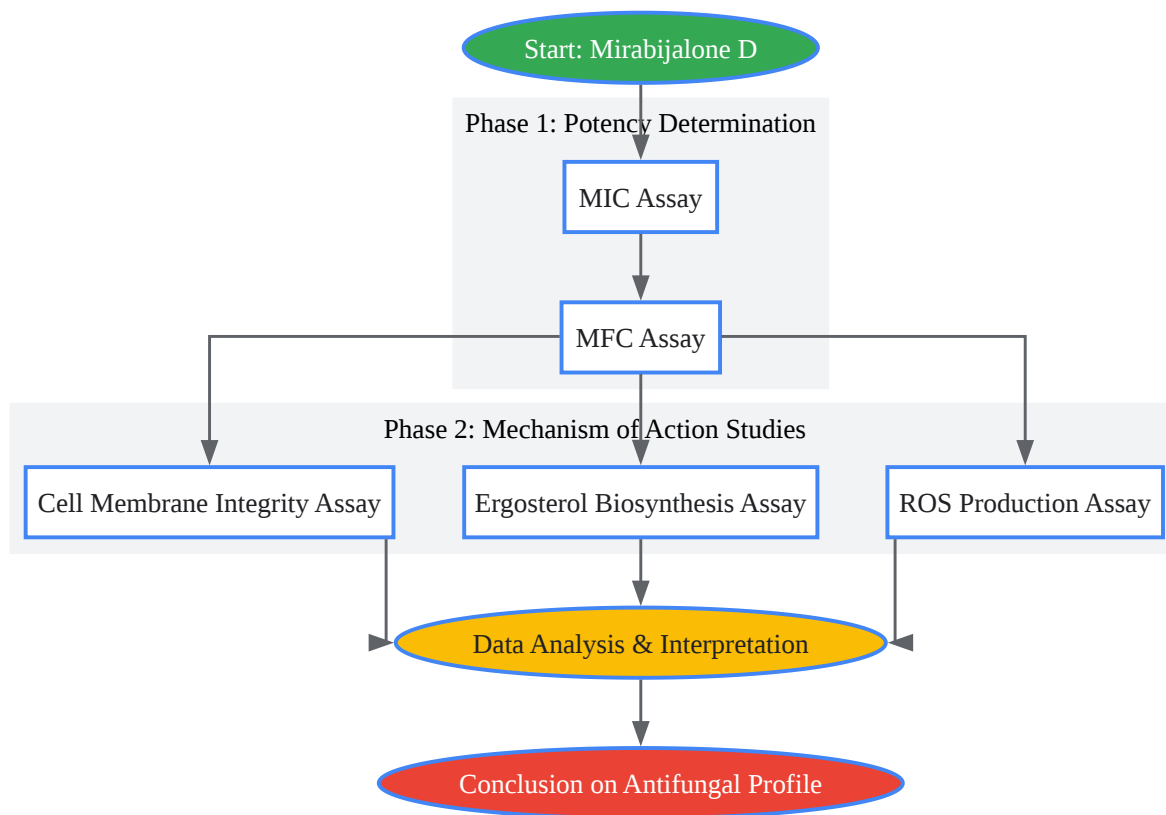 Start: Mirabijalone D
Phase 1: Potency Determination
MIC Assay
MFC Assay
Phase 2: Mechanism of Action Studies
Cell Membrane Integrity Assay
Ergosterol Biosynthesis Assay
ROS Production Assay
Data Analysis & Interpretation
Conclusion on Antifungal Profile